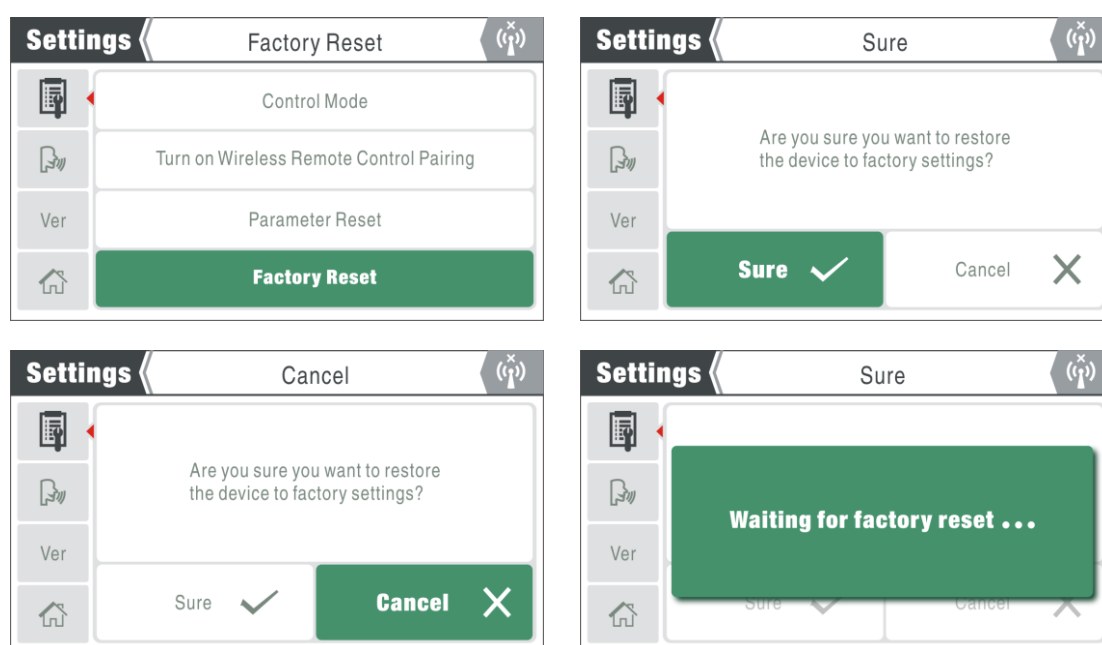 Settings
Factory Reset
Control Mode
Turn on Wireless Remote Control Pairing
Ver
Parameter Reset
Factory Reset
Settings
Sure
Are you sure you want to restore
the device to factory settings?
Ver
Sure
Cancel
Settings
Cancel
Are you sure you want to restore
the device to factory settings?
Ver
Sure
Cancel
Settings
Sure
Waiting for factory reset ...
Ver
Sure
Cancel